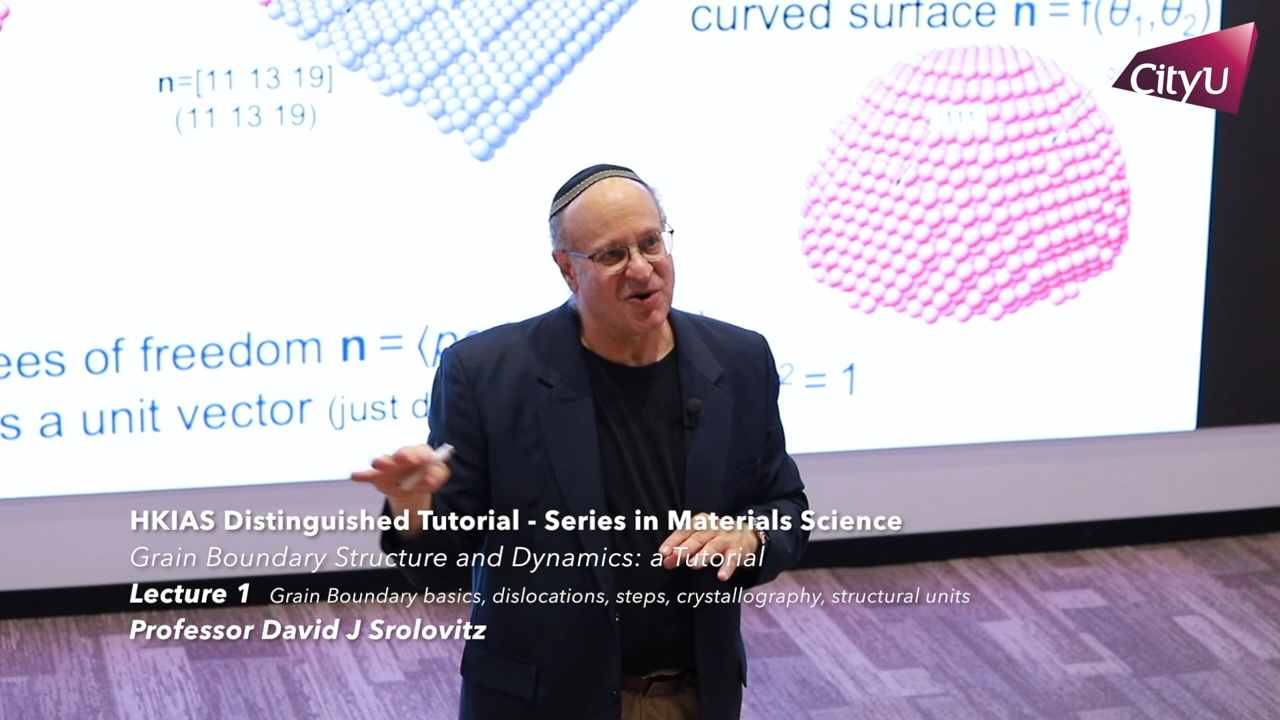 curved surface n = f(θ₁,θ₂)
CityU
n=[11 13 19]
(11 13 19)
(111)
ees of freedom n = ⟨p
s a unit vector (just d
² = 1
HKIAS Distinguished Tutorial - Series in Materials Science
Grain Boundary Structure and Dynamics: a Tutorial
Lecture 1 Grain Boundary basics, dislocations, steps, crystallography, structural units
Professor David J Srolovitz